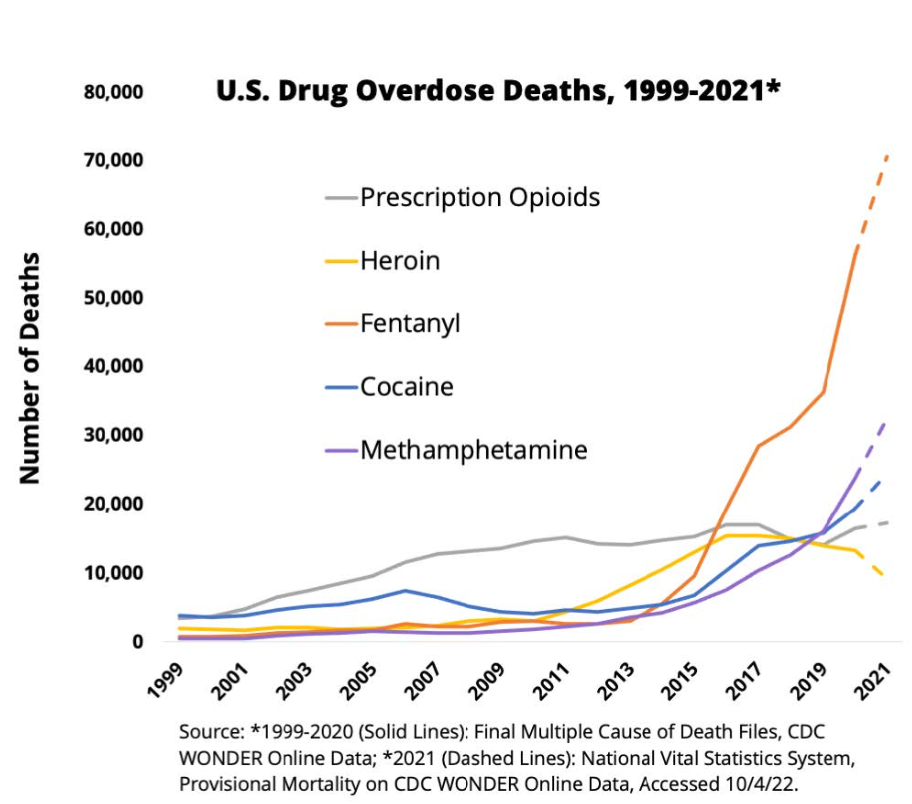 U.S. Drug Overdose Deaths, 1999-2021*
Number of Deaths
80,000
70,000
60,000
50,000
40,000
30,000
20,000
10,000
0
Prescription Opioids
Heroin
Fentanyl
Cocaine
Methamphetamine
1999
2001
2003
2005
2007
2009
2011
2013
2015
2017
2019
2021
Source: *1999-2020 (Solid Lines): Final Multiple Cause of Death Files, CDC
WONDER Online Data; *2021 (Dashed Lines): National Vital Statistics System,
Provisional Mortality on CDC WONDER Online Data, Accessed 10/4/22.